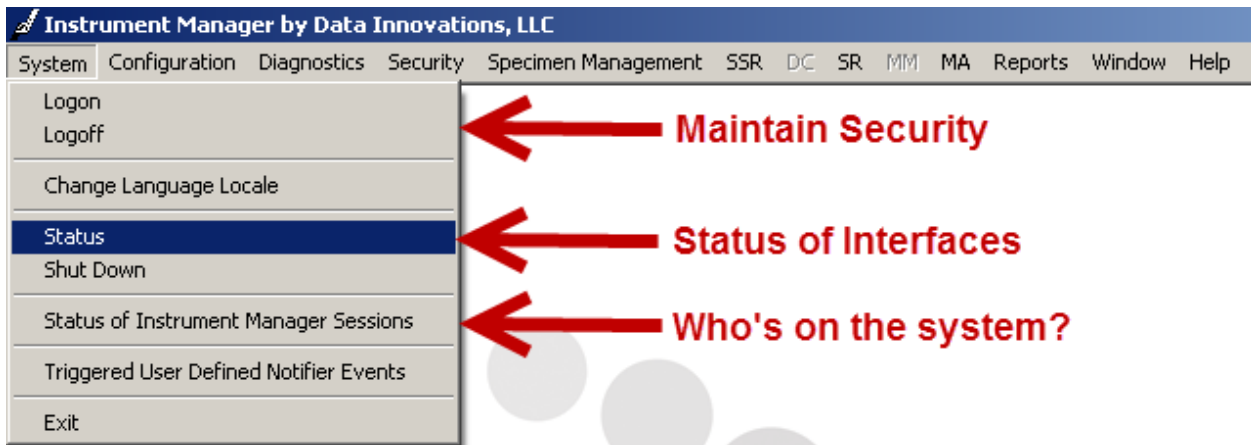 Instrument Manager by Data Innovations, LLC
System Configuration Diagnostics Security Specimen Management SSR DC SR MM MA Reports Window Help
Logon
Logoff
Maintain Security
Change Language Locale
Status
Status of Interfaces
Shut Down
Status of Instrument Manager Sessions
Who's on the system?
Triggered User Defined Notifier Events
Exit